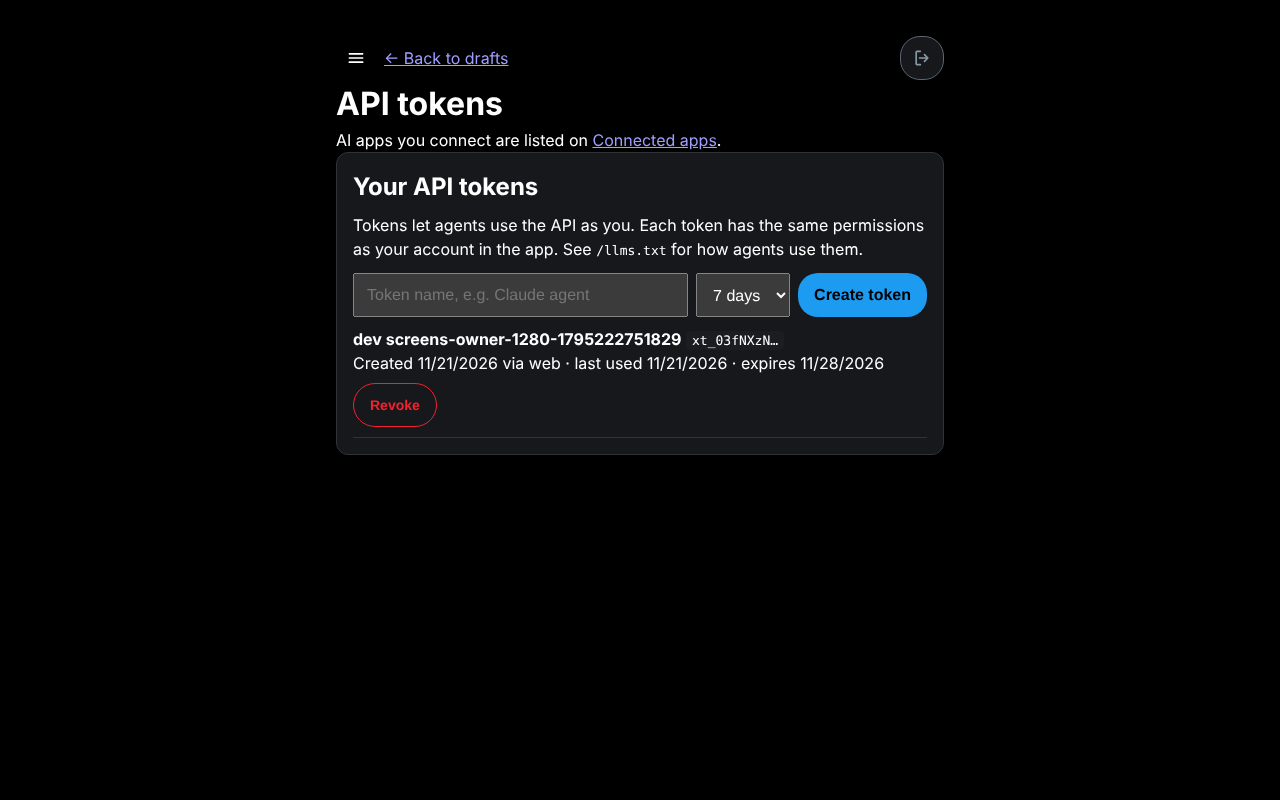 ← Back to drafts
API tokens
AI apps you connect are listed on Connected apps.
Your API tokens
Tokens let agents use the API as you. Each token has the same permissions
as your account in the app. See /llms.txt for how agents use them.
Token name, e.g. Claude agent
7 days
Create token
dev screens-owner-1280-1795222751829 xt_03fNXzN…
Created 11/21/2026 via web · last used 11/21/2026 · expires 11/28/2026
Revoke